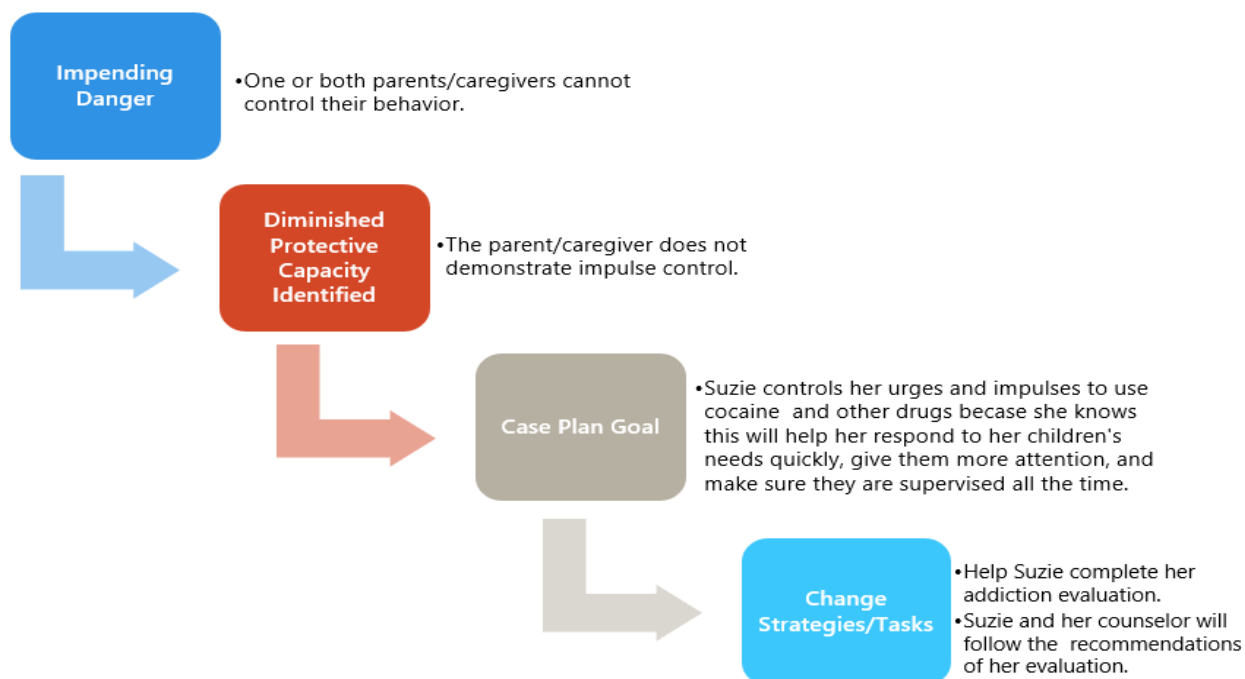 Impending
Danger
•One or both parents/caregivers cannot
control their behavior.
Diminished
Protective
Capacity
Identified
•The parent/caregiver does not
demonstrate impulse control.
Case Plan Goal
•Suzie controls her urges and impulses to use
cocaine and other drugs becase she knows
this will help her respond to her children's
needs quickly, give them more attention, and
make sure they are supervised all the time.
Change
Strategies/Tasks
•Help Suzie complete her
addiction evaluation.
•Suzie and her counselor will
follow the recommendations
of her evaluation.